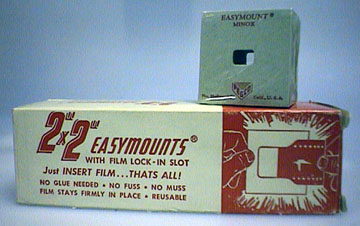 EASYMOUNT®
MINOR
2"x2" EASYMOUNTS®
WITH FILM LOCK-IN SLOT
Just INSERT FILM...THATS ALL!
NO GLUE NEEDED • NO FUSS • NO MUSS
FILM STAYS FIRMLY IN PLACE • REUSABLE